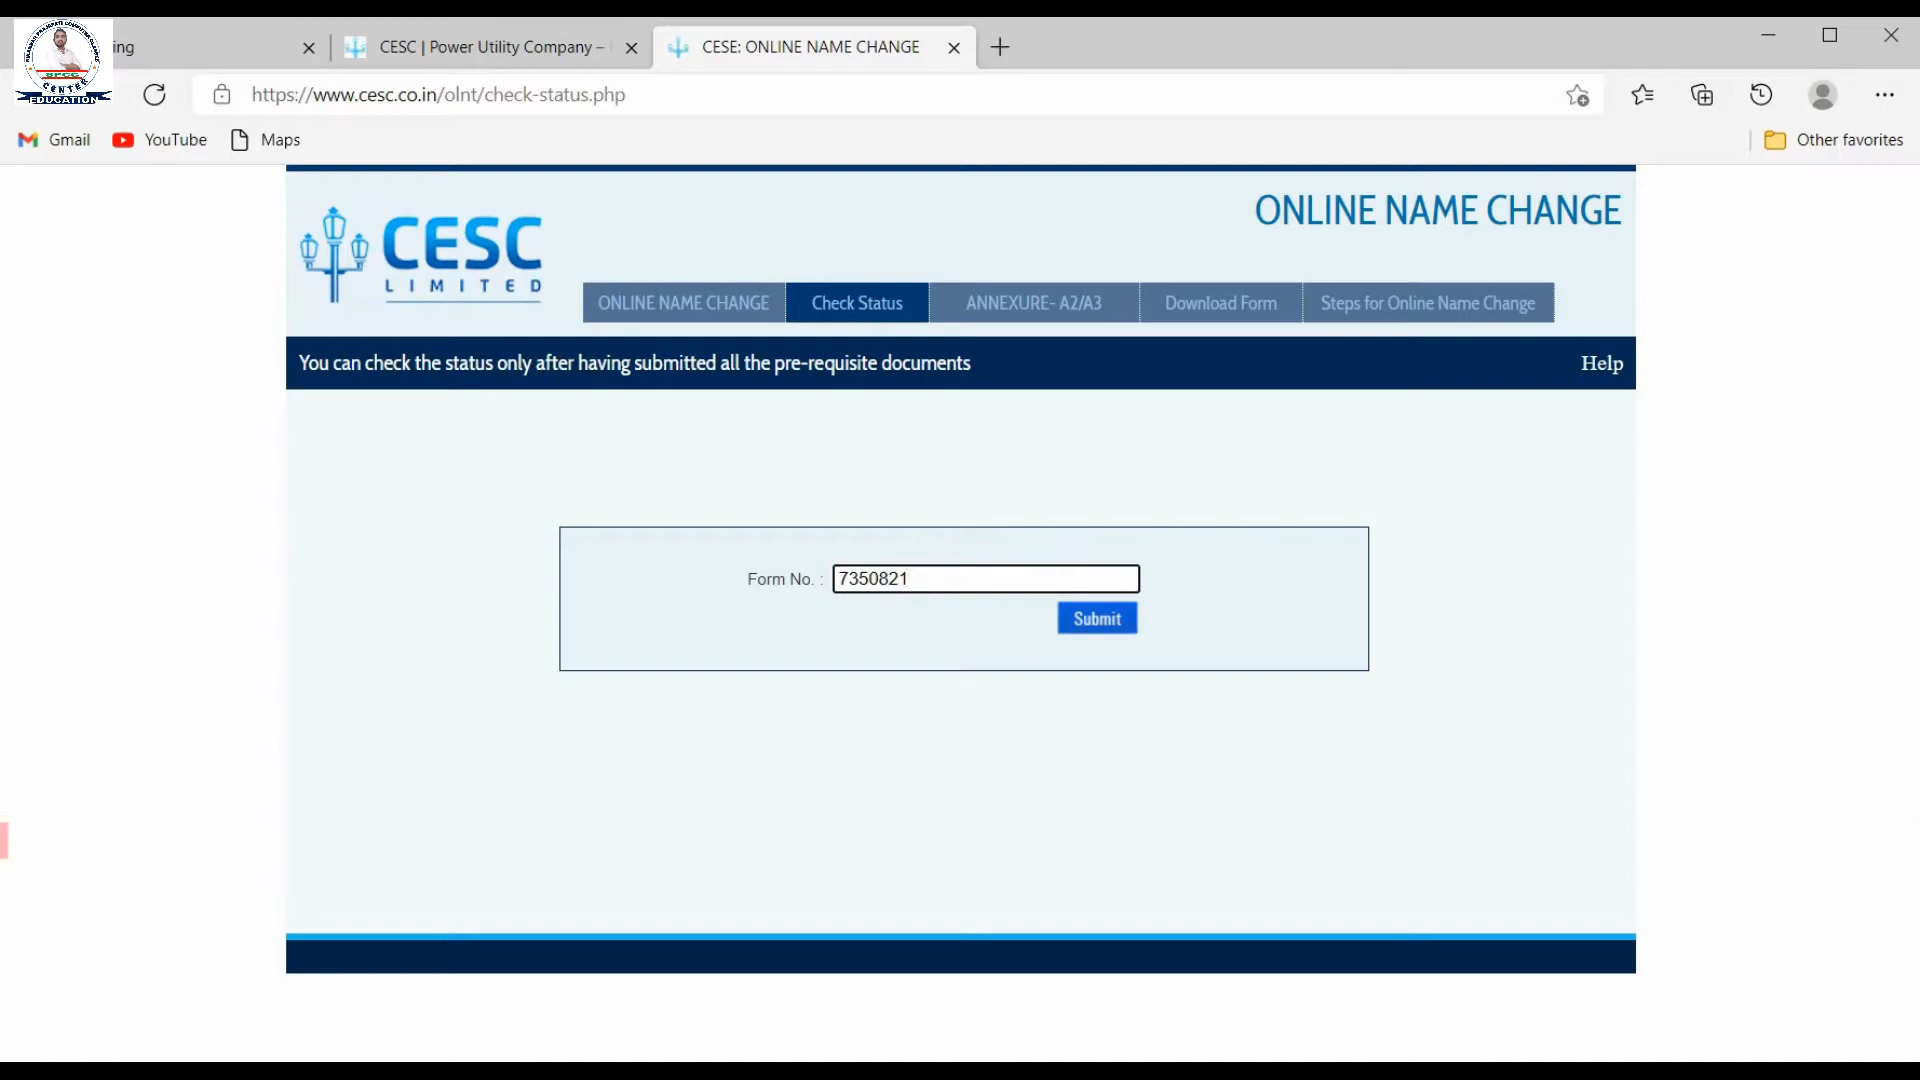 ing
CESC | Power Utility Company –
CESE: ONLINE NAME CHANGE
CENTER
EDUCATION
https://www.cesc.co.in/olnt/check-status.php
Gmail
YouTube
Maps
Other favorites
CESC
LIMITED
ONLINE NAME CHANGE
ONLINE NAME CHANGE
Check Status
ANNEXURE- A2/A3
Download Form
Steps for Online Name Change
You can check the status only after having submitted all the pre-requisite documents
Help
Form No. : 7350821
Submit